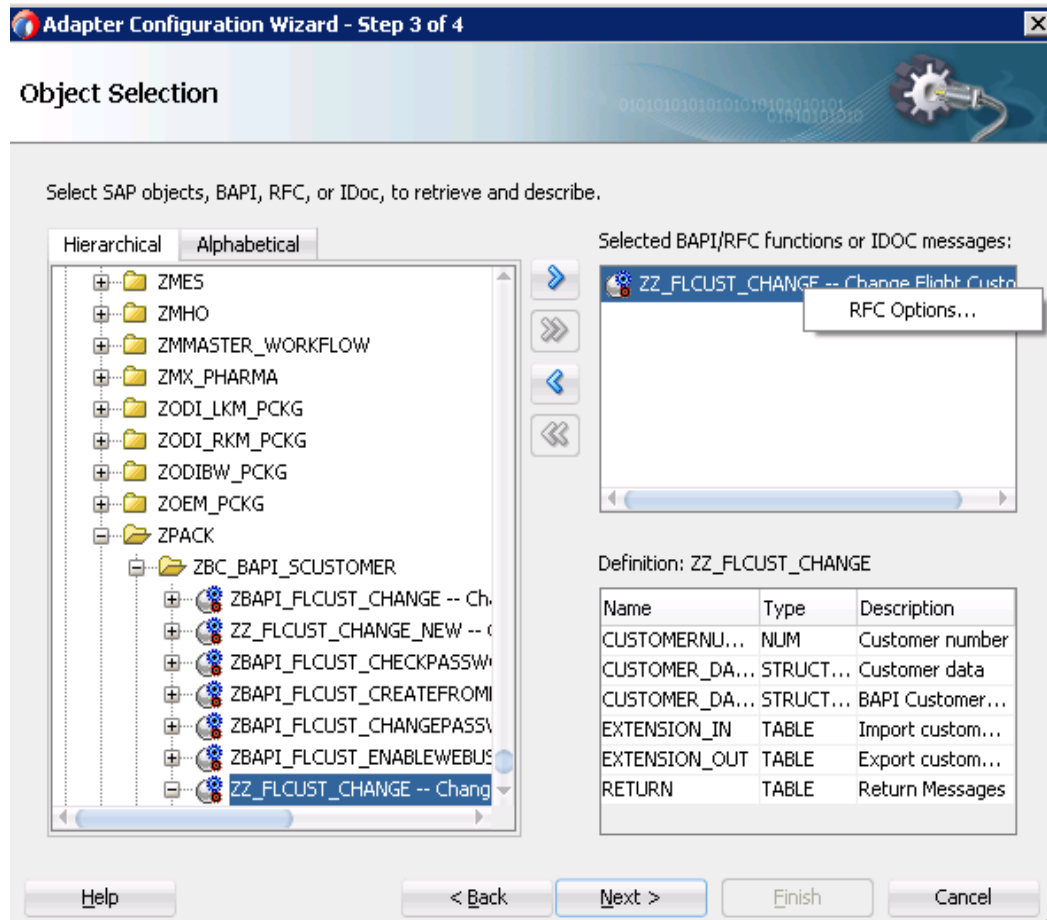 Adapter Configuration Wizard - Step 3 of 4
Object Selection
Select SAP objects, BAPI, RFC, or IDoc, to retrieve and describe.
Hierarchical Alphabetical
ZMES
ZMHO
ZMMASTER_WORKFLOW
ZMX_PHARMA
ZODI_LKM_PCKG
ZODI_RKM_PCKG
ZODIBW_PCKG
ZOEM_PCKG
ZPACK
ZBC_BAPI_SCUSTOMER
ZBAPI_FLCUST_CHANGE -- Ch
ZZ_FLCUST_CHANGE_NEW --
ZBAPI_FLCUST_CHECKPASSW
ZBAPI_FLCUST_CREATEFROM
ZBAPI_FLCUST_CHANGEPASS
ZBAPI_FLCUST_ENABLEWEBUS
ZZ_FLCUST_CHANGE -- Chang
Selected BAPI/RFC functions or IDOC messages:
ZZ_FLCUST_CHANGE -- Change Flight Custo
RFC Options...
Definition: ZZ_FLCUST_CHANGE
Name Type Description
CUSTOMERNU... NUM Customer number
CUSTOMER_DA... STRUCT... Customer data
CUSTOMER_DA... STRUCT... BAPI Customer...
EXTENSION_IN TABLE Import custom...
EXTENSION_OUT TABLE Export custom...
RETURN TABLE Return Messages
Help < Back Next > Finish Cancel